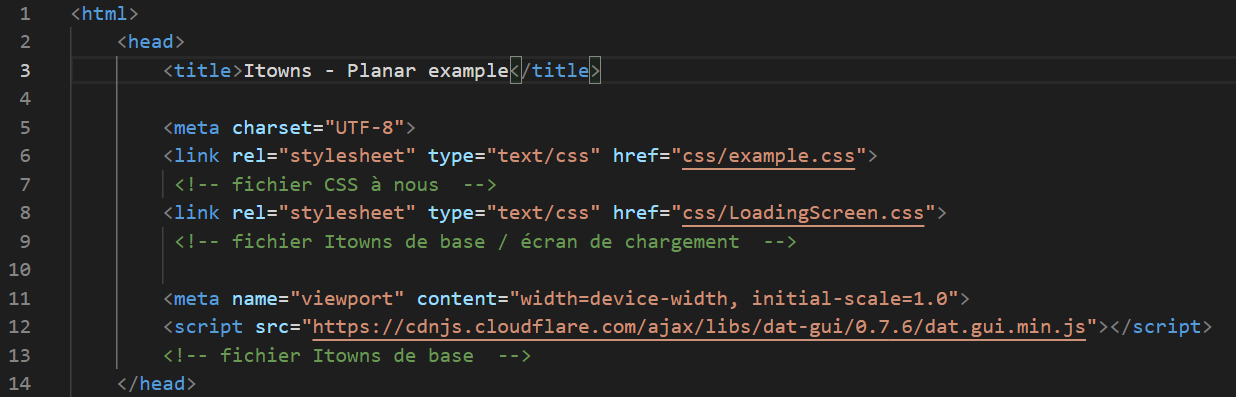 1 <html>
2 <head>
3 <title>Itowns - Planar example</title>
4
5 <meta charset="UTF-8">
6 <link rel="stylesheet" type="text/css" href="css/example.css">
7 <!-- fichier CSS à nous  -->
8 <link rel="stylesheet" type="text/css" href="css/LoadingScreen.css">
9 <!-- fichier Itowns de base / écran de chargement  -->
10
11 <meta name="viewport" content="width=device-width, initial-scale=1.0">
12 <script src="https://cdnjs.cloudflare.com/ajax/libs/dat-gui/0.7.6/dat.gui.min.js"></script>
13 <!-- fichier Itowns de base  -->
14 </head>